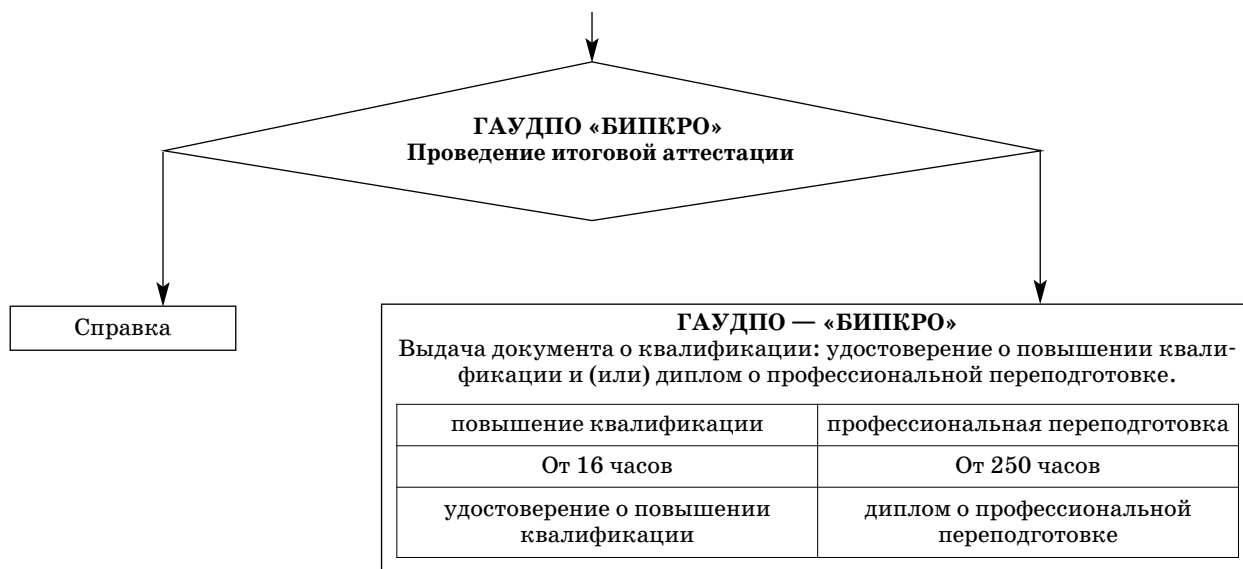 ГАУДПО «БИПКРО»
Проведение итоговой аттестации
Справка
ГАУДПО — «БИПКРО»
Выдача документа о квалификации: удостоверение о повышении квали-
фикации и (или) диплом о профессиональной переподготовке.
повышение квалификации
профессиональная переподготовка
От 16 часов
От 250 часов
удостоверение о повышении
квалификации
диплом о профессиональной
переподготовке